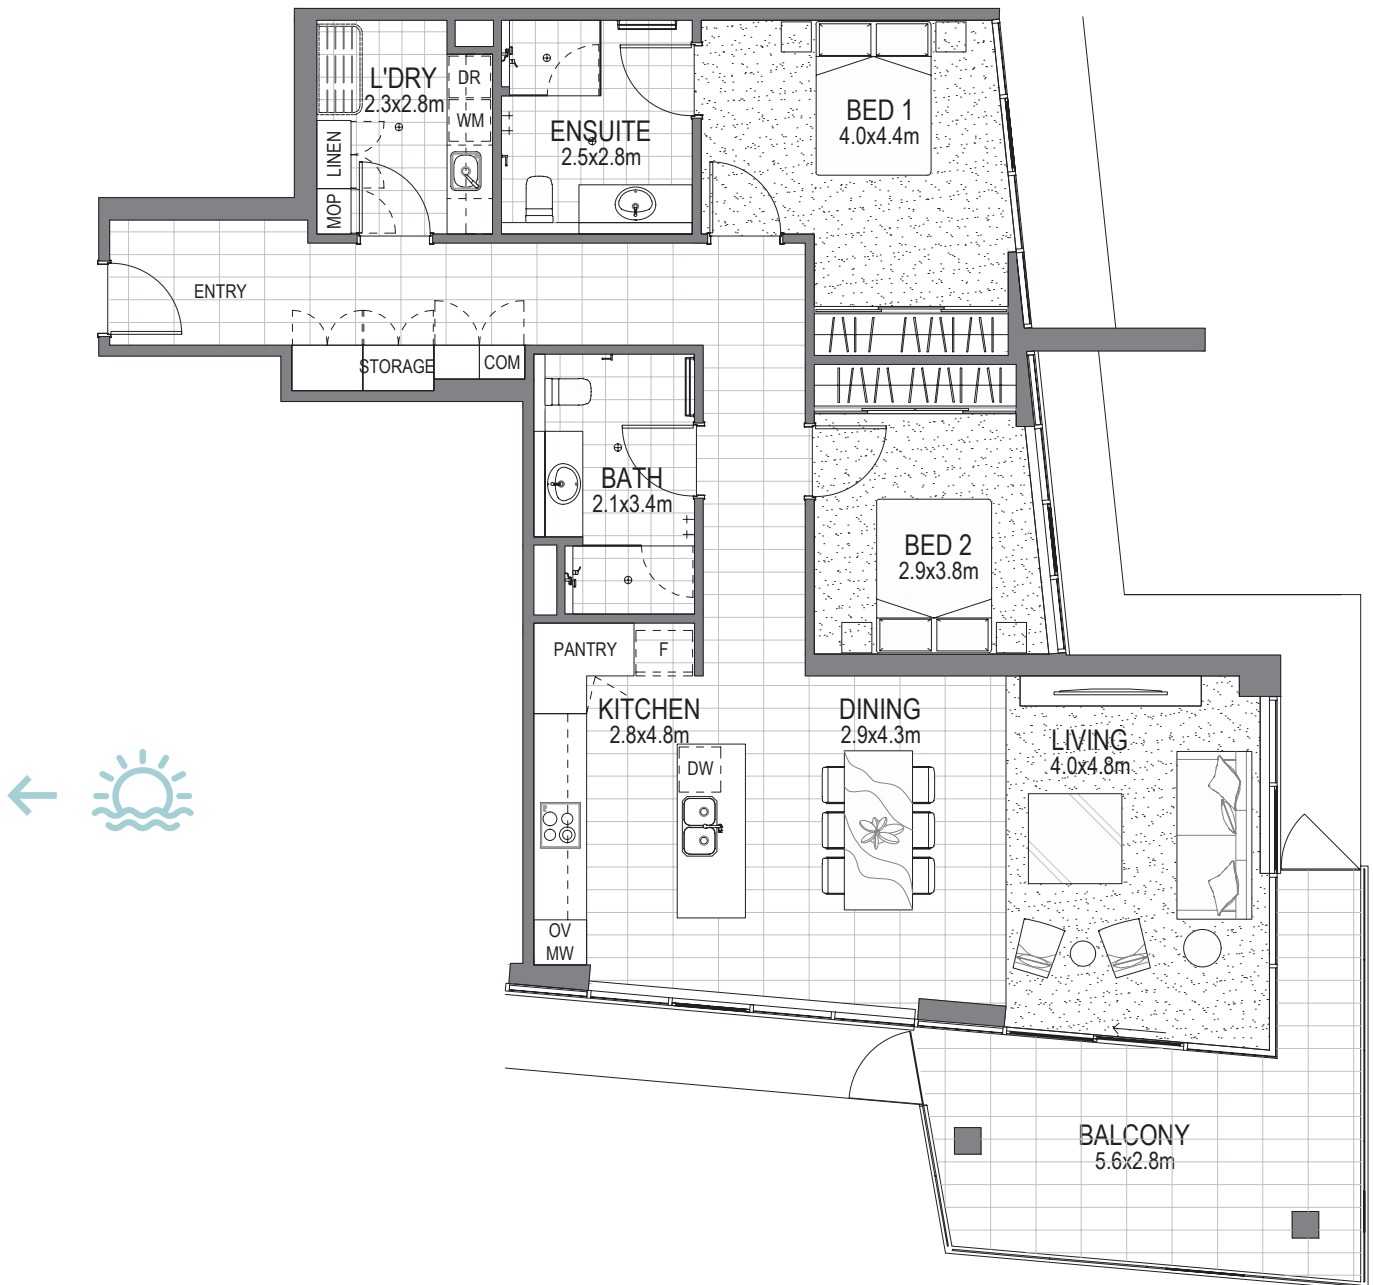 L'DRY
2.3x2.8m
DR
WM
LINEN
MOP
ENSUITE
2.5x2.8m
BED 1
4.0x4.4m
ENTRY
STORAGE
COM
BATH
2.1x3.4m
BED 2
2.9x3.8m
PANTRY
F
KITCHEN
2.8x4.8m
DW
OV
MW
DINING
2.9x4.3m
LIVING
4.0x4.8m
BALCONY
5.6x2.8m